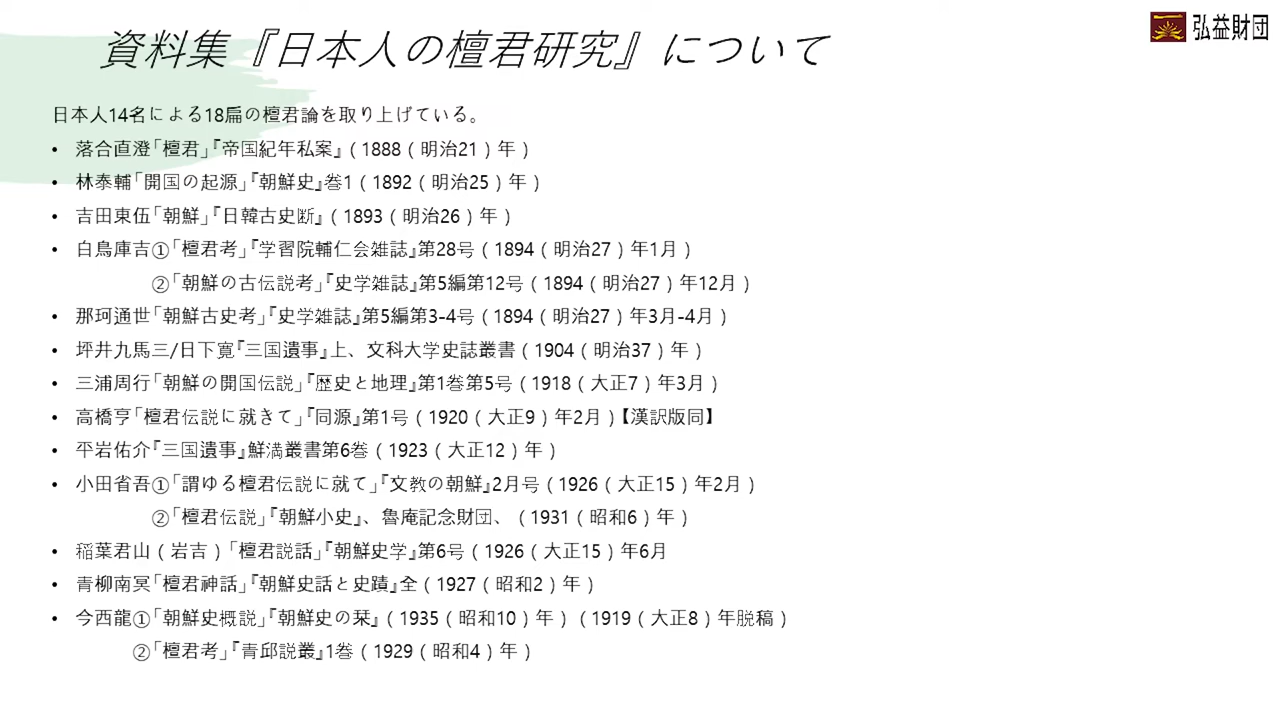 資料集『日本人の檀君研究』について
弘益財団
日本人14名による18扁の檀君論を取り上げている。
• 落合直澄「檀君」『帝国紀年私案』(1888(明治21)年)
• 林泰輔「開国の起源」『朝鮮史』巻1(1892(明治25)年)
• 吉田東伍「朝鮮」『日韓古史断』(1893(明治26)年)
• 白鳥庫吉①「檀君考」『学習院輔仁会雑誌』第28号(1894(明治27)年1月)
②「朝鮮の古伝説考」『史学雑誌』第5編第12号(1894(明治27)年12月)
• 那珂通世「朝鮮古史考」『史学雑誌』第5編第3-4号(1894(明治27)年3月-4月)
• 坪井九馬三/日下寛『三国遺事』上、文科大学史誌叢書(1904(明治37)年)
• 三浦周行「朝鮮の開国伝説」『歴史と地理』第1巻第5号(1918(大正7)年3月)
• 高橋亨「檀君伝説に就きて」『同源』第1号(1920(大正9)年2月)【漢訳版同】
• 平岩佑介『三国遺事』鮮満叢書第6巻(1923(大正12)年)
• 小田省吾①「謂ゆる檀君伝説に就て」『文教の朝鮮』2月号(1926(大正15)年2月)
②「檀君伝説」『朝鮮小史』、魯庵記念財団、(1931(昭和6)年)
• 稲葉君山(岩吉)「檀君説話」『朝鮮史学』第6号(1926(大正15)年6月
• 青柳南冥「檀君神話」『朝鮮史話と史蹟』全(1927(昭和2)年)
• 今西龍①「朝鮮史概説」『朝鮮史の栞』(1935(昭和10)年)(1919(大正8)年脱稿)
②「檀君考」『青邱説叢』1巻(1929(昭和4)年)